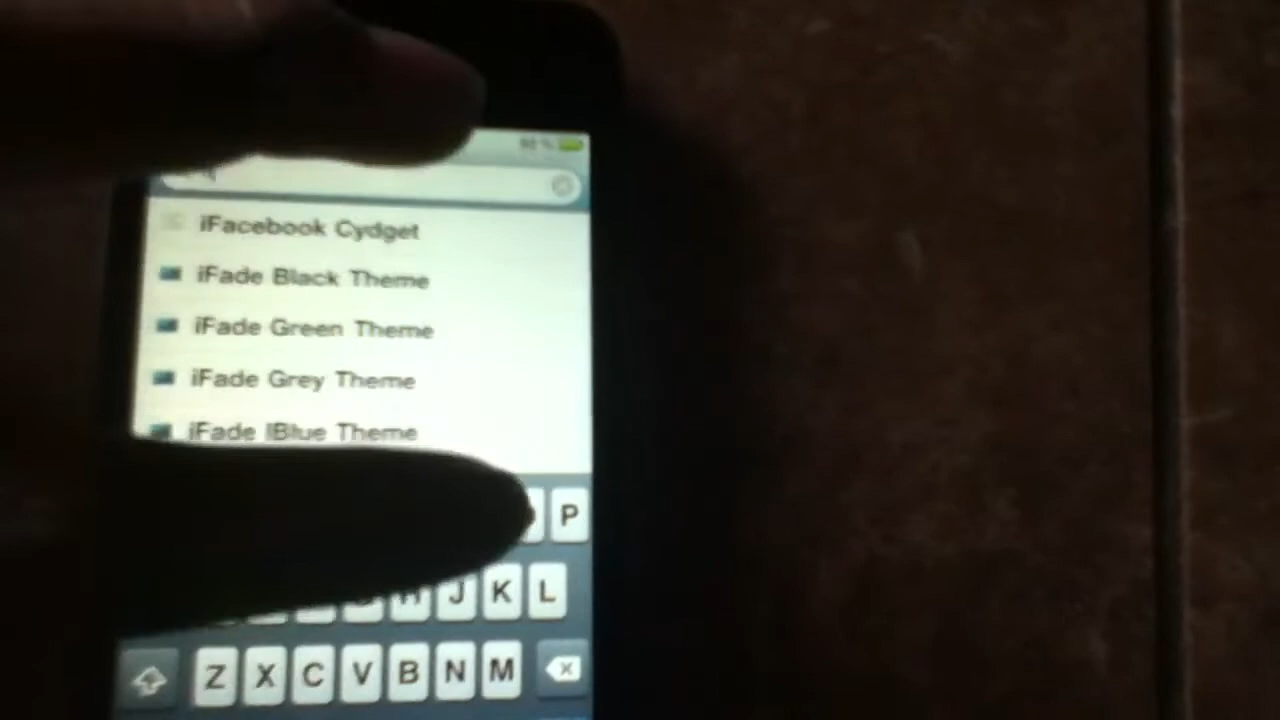 iFacebook Cydget
iFade Black Theme
iFade Green Theme
iFade Grey Theme
iFade lBlue Theme
P
H J K L
Z X C V B N M